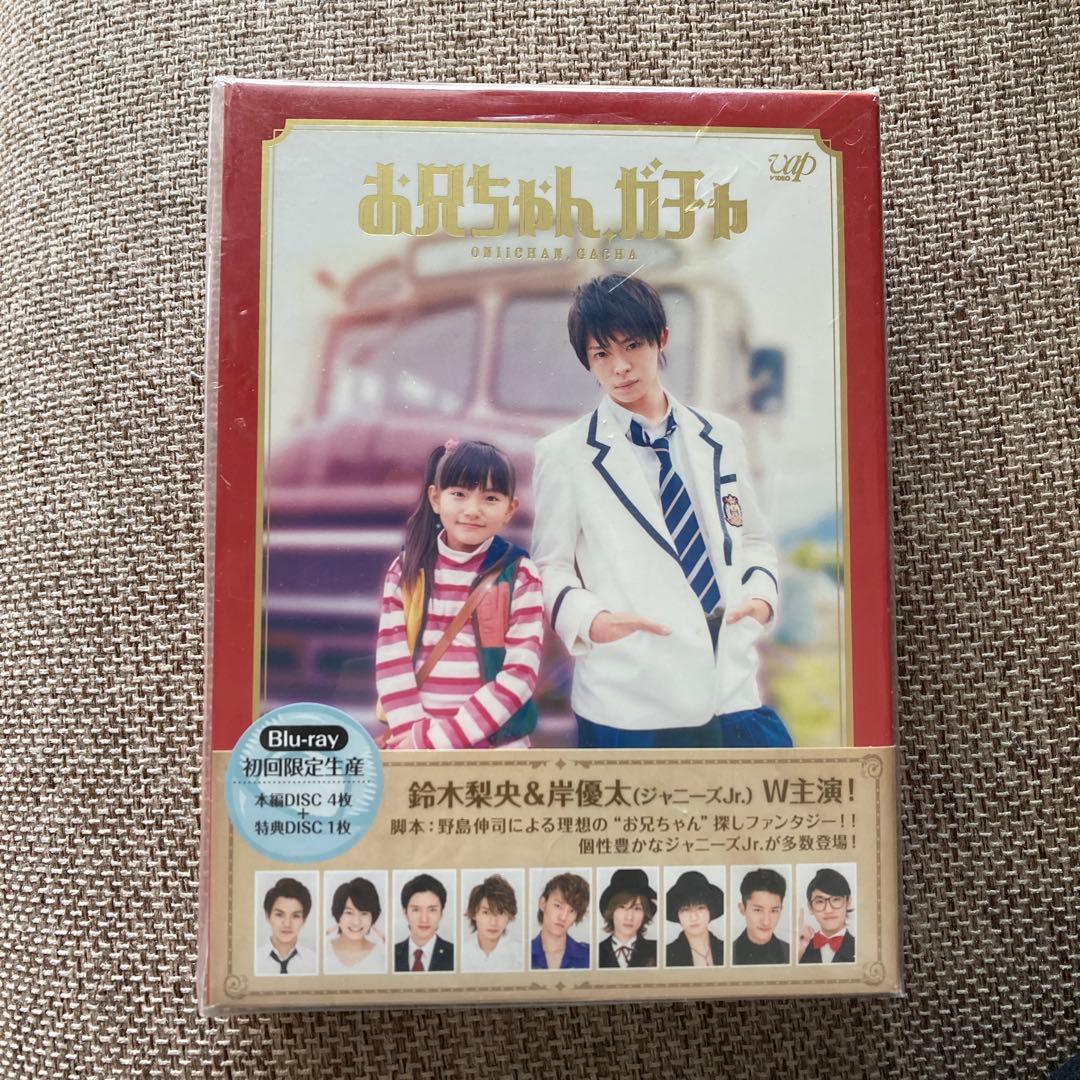 vap
VIDEO
お兄ちゃん、ガチャ
ONIICHAN, GACHA
Blu-ray
初回限定生産
本編DISC 4枚
+
特典DISC 1枚
鈴木梨央&岸優太(ジャニーズJr.) W主演!
脚本:野島伸司による理想の“お兄ちゃん”探しファンタジー!!
個性豊かなジャニーズJr.が多数登場!